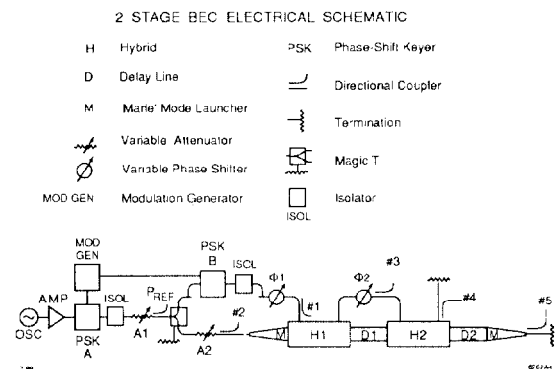 2 STAGE BEC ELECTRICAL SCHEMATIC
H Hybrid
PSK Phase-Shift Keyer
D Delay Line
Directional Coupler
M Marie' Mode Launcher
Termination
Variable Attenuator
Magic T
Variable Phase Shifter
MOD GEN Modulation Generator
ISOL Isolator
MOD GEN
PSK B
ISOL
Φ1
Φ2
#3
AMP
ISOL
PREF
#2
#1
#4
#5
OSC
PSK A
A1
A2
M
H1
D1
H2
D2
M